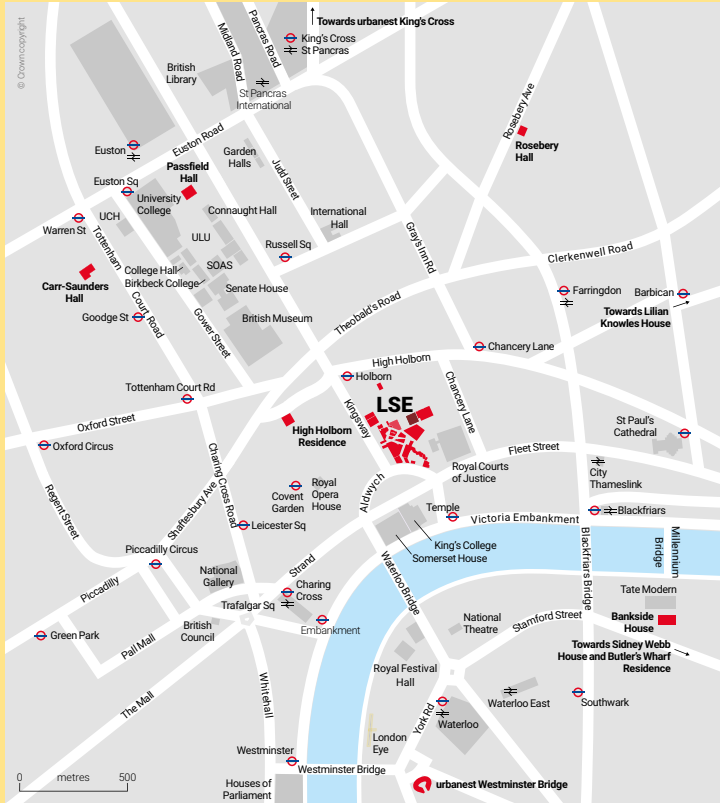 Towards urbanest King's Cross
King's Cross
St Pancras
© Crown copyright
Midland Road
Pancras Road
British
Library
St Pancras
International
Euston Road
Rosebery Ave
Rosebery
Hall
Euston
Passfield
Hall
Garden
Halls
Judd Street
Euston Sq
University
College
UCH
Connaught Hall
International
Hall
Warren St
ULU
Russell Sq
Gray's Inn Rd
Clerkenwell Road
Tottenham
Court Road
College Hall
Birkbeck College
SOAS
Senate House
Carr-Saunders
Hall
Farringdon
Barbican
Towards Lilian
Knowles House
Goodge St
Gower Street
British Museum
Theobald's Road
Chancery Lane
High Holborn
Holborn
Tottenham Court Rd
Kingsway
LSE
Chancery Lane
Oxford Street
High Holborn
Residence
St Paul's
Cathedral
Oxford Circus
Charing Cross Road
Fleet Street
Royal Courts
of Justice
City
Thameslink
Regent Street
Shaftesbury Ave
Covent
Garden
Royal
Opera
House
Aldwych
Temple
Victoria Embankment
Blackfriars
Leicester Sq
King's College
Somerset House
Blackfriars Bridge
Millennium
Bridge
Piccadilly Circus
Strand
Waterloo Bridge
Piccadilly
National
Gallery
Charing
Cross
Trafalgar Sq
Tate Modern
Green Park
Pall Mall
British
Council
Embankment
National
Theatre
Stamford Street
Bankside
House
Towards Sidney Webb
House and Butler's Wharf
Residence
The Mall
Whitehall
Royal Festival
Hall
York Rd
Waterloo
Waterloo East
Southwark
London
Eye
Westminster
Westminster Bridge
0 metres 500
Houses of
Parliament
urbanest Westminster Bridge